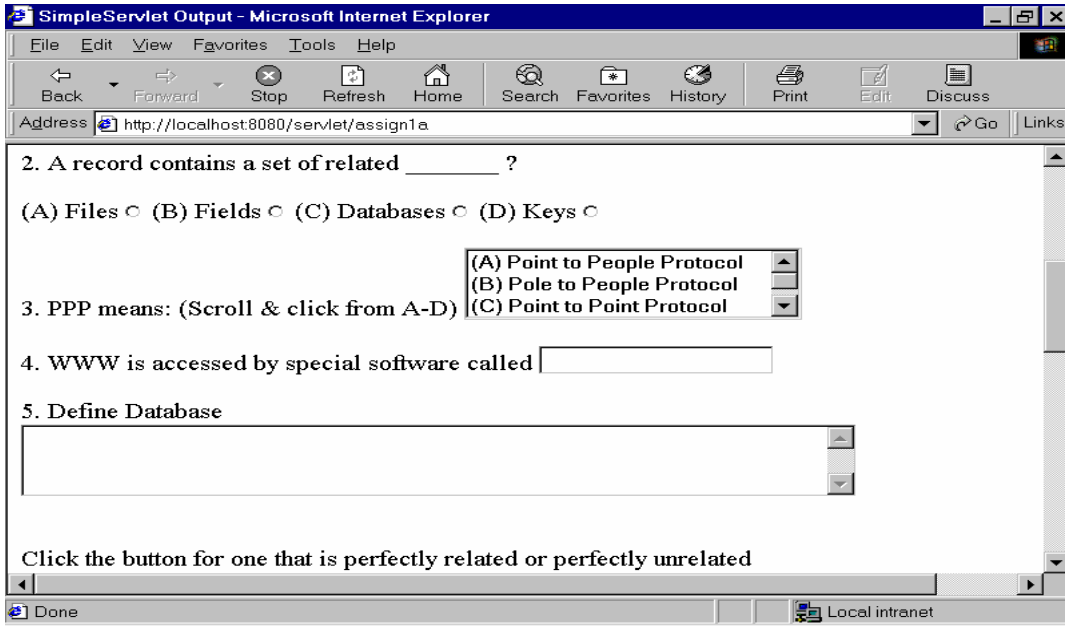 SimpleServlet Output - Microsoft Internet Explorer
File Edit View Favorites Tools Help
Back Forward Stop Refresh Home Search Favorites History Print Edit Discuss
Address http://localhost:8080/servlet/assign1a Go Links
2. A record contains a set of related ________ ?
(A) Files (B) Fields (C) Databases (D) Keys
(A) Point to People Protocol
(B) Pole to People Protocol
3. PPP means: (Scroll & click from A-D) (C) Point to Point Protocol
4. WWW is accessed by special software called
5. Define Database
Click the button for one that is perfectly related or perfectly unrelated
Done Local intranet